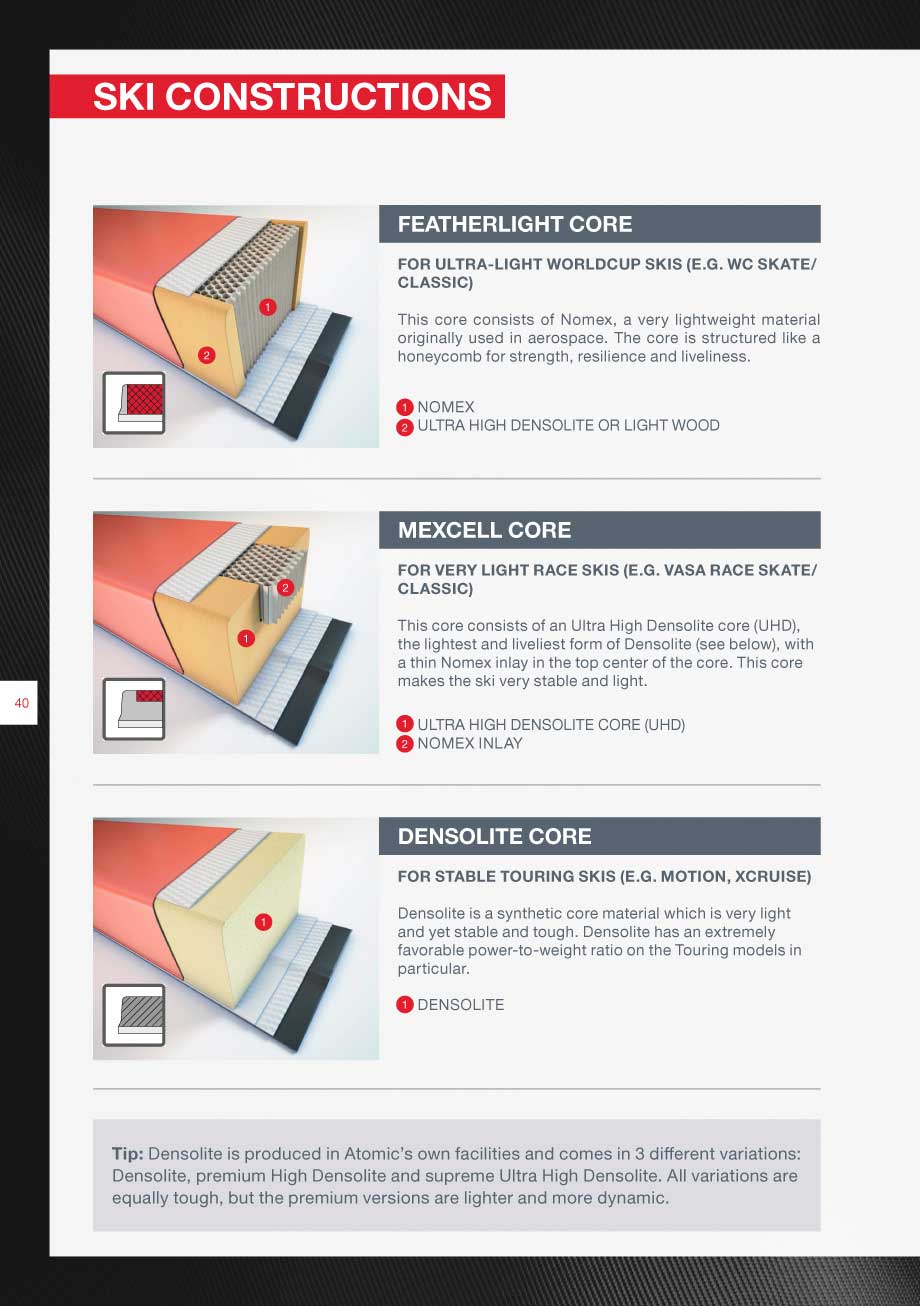 SKI CONSTRUCTIONS
FEATHERLIGHT CORE
FOR ULTRA-LIGHT WORLDCUP SKIS (E.G. WC SKATE/
CLASSIC)
This core consists of Nomex, a very lightweight material
originally used in aerospace. The core is structured like a
honeycomb for strength, resilience and liveliness.
1 NOMEX
2 ULTRA HIGH DENSOLITE OR LIGHT WOOD
1
2
MEXCELL CORE
FOR VERY LIGHT RACE SKIS (E.G. VASA RACE SKATE/
CLASSIC)
This core consists of an Ultra High Densolite core (UHD),
the lightest and liveliest form of Densolite (see below), with
a thin Nomex inlay in the top center of the core. This core
makes the ski very stable and light.
1 ULTRA HIGH DENSOLITE CORE (UHD)
2 NOMEX INLAY
2
1
40
DENSOLITE CORE
FOR STABLE TOURING SKIS (E.G. MOTION, XCRUISE)
Densolite is a synthetic core material which is very light
and yet stable and tough. Densolite has an extremely
favorable power-to-weight ratio on the Touring models in
particular.
1 DENSOLITE
1
Tip: Densolite is produced in Atomic's own facilities and comes in 3 different variations:
Densolite, premium High Densolite and supreme Ultra High Densolite. All variations are
equally tough, but the premium versions are lighter and more dynamic.